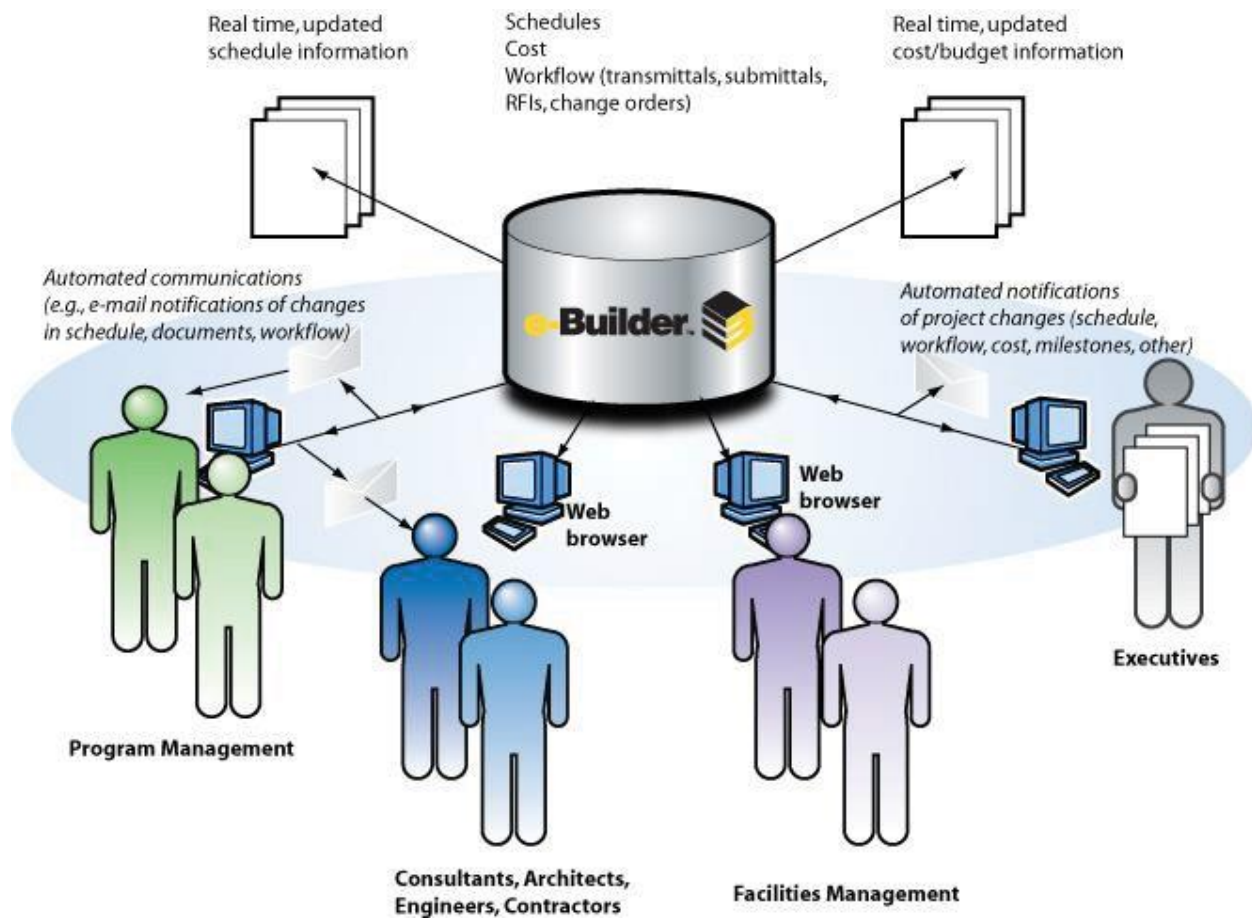 Real time, updated
schedule information
Schedules
Cost
Workflow (transmittals, submittals,
RFIs, change orders)
Real time, updated
cost/budget information
Automated communications
(e.g., e-mail notifications of changes
in schedule, documents, workflow)
e-Builder™
Automated notifications
of project changes (schedule,
workflow, cost, milestones, other)
Web
browser
Web
browser
Executives
Program Management
Consultants, Architects,
Engineers, Contractors
Facilities Management